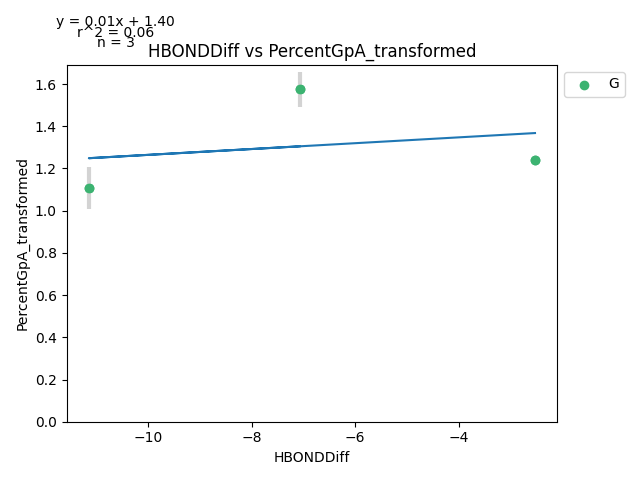 y = 0.01x + 1.40
r^2 = 0.06
n = 3
HBONDDiff vs PercentGpA_transformed
G
PercentGpA_transformed
1.6
1.4
1.2
1.0
0.8
0.6
0.4
0.2
0.0
−10
−8
−6
−4
HBONDDiff